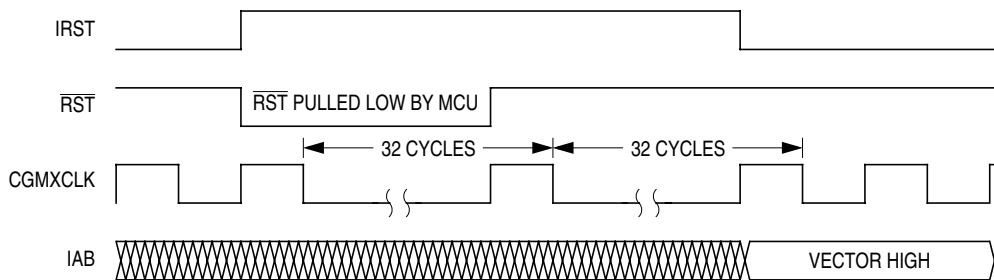 IRST
RST
RST PULLED LOW BY MCU
32 CYCLES
32 CYCLES
CGMXCLK
IAB
VECTOR HIGH